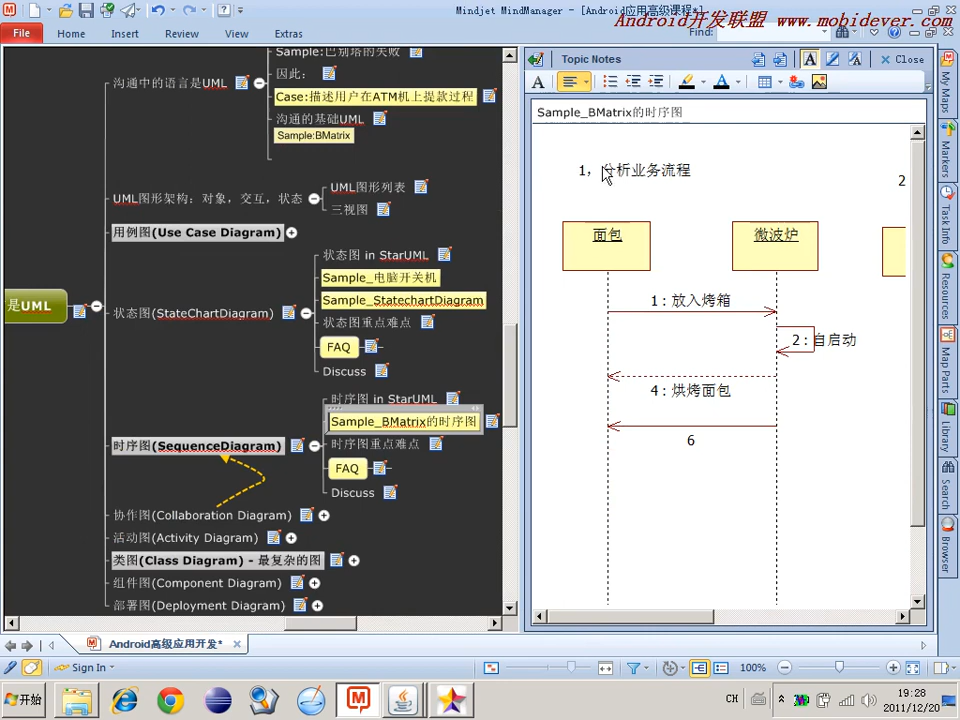 Mindjet MindManager - [Android应用高级课程*]
Android开发联盟 www.mobidever.com
File
Home
Insert
Review
View
Extras
Find:
Sample:巴别塔的失败
沟通中的语言是UML
因此:
Case:描述用户在ATM机上提款过程
沟通的基础UML
Sample:BMatrix
UML图形架构: 对象, 交互, 状态
UML图形列表
三视图
用例图(Use Case Diagram)
是UML
状态图(StateChartDiagram)
状态图 in StarUML
Sample_电脑开关机
Sample_StatechartDiagram
状态图重点难点
FAQ
Discuss
时序图(SequenceDiagram)
时序图 in StarUML
Sample_BMatrix的时序图
时序图重点难点
FAQ
Discuss
协作图(Collaboration Diagram)
活动图(Activity Diagram)
类图(Class Diagram) - 最复杂的图
组件图(Component Diagram)
部署图(Deployment Diagram)
Topic Notes
Close
Sample_BMatrix的时序图
1, 分析业务流程
2
面包
微波炉
1 : 放入烤箱
2 : 自启动
4 : 烘烤面包
6
My Maps
Markers
Task Info
Resources
Map Parts
Library
Search
Browser
Android高级应用开发*
Sign In
100%
开始
CH
19:28
2011/12/20